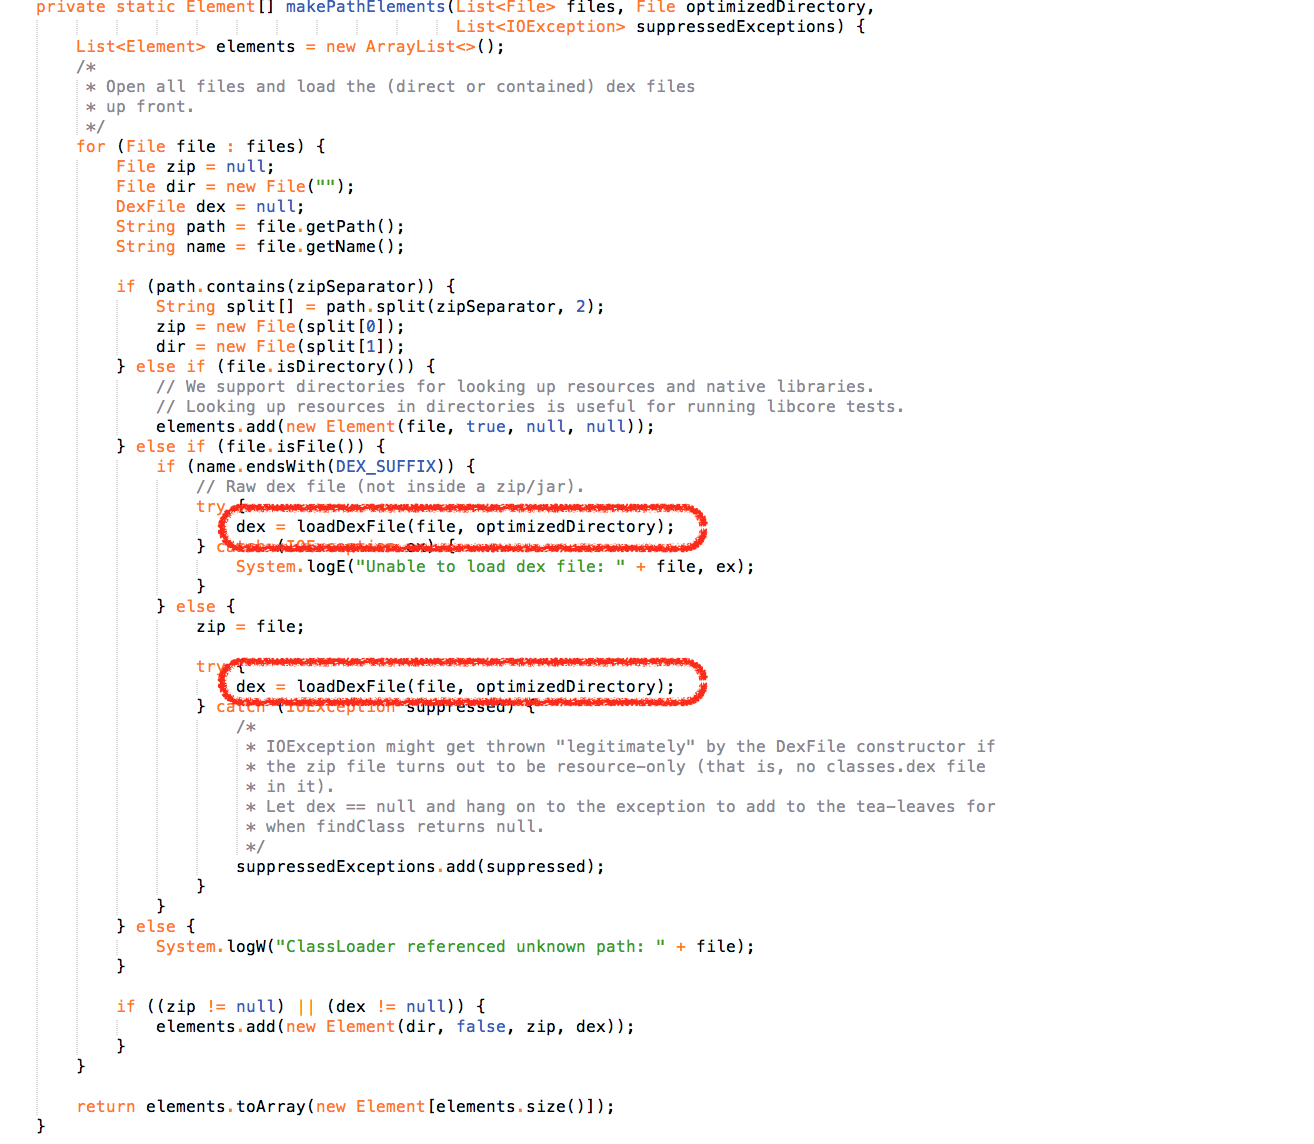 private static Element[] makePathElements(List<File> files, File optimizedDirectory,
List<IOException> suppressedExceptions) {
List<Element> elements = new ArrayList<>();
/*
* Open all files and load the (direct or contained) dex files
* up front.
*/
for (File file : files) {
File zip = null;
File dir = new File("");
DexFile dex = null;
String path = file.getPath();
String name = file.getName();
if (path.contains(zipSeparator)) {
String split[] = path.split(zipSeparator, 2);
zip = new File(split[0]);
dir = new File(split[1]);
} else if (file.isDirectory()) {
// We support directories for looking up resources and native libraries.
// Looking up resources in directories is useful for running libcore tests.
elements.add(new Element(file, true, null, null));
} else if (file.isFile()) {
if (name.endsWith(DEX_SUFFIX)) {
// Raw dex file (not inside a zip/jar).
try {
dex = loadDexFile(file, optimizedDirectory);
} catch (IOException ex) {
System.logE("Unable to load dex file: " + file, ex);
}
} else {
zip = file;
try {
dex = loadDexFile(file, optimizedDirectory);
} catch (IOException suppressed) {
/*
* IOException might get thrown "legitimately" by the DexFile constructor if
* the zip file turns out to be resource-only (that is, no classes.dex file
* in it).
* Let dex == null and hang on to the exception to add to the tea-leaves for
* when findClass returns null.
*/
suppressedExceptions.add(suppressed);
}
}
} else {
System.logW("ClassLoader referenced unknown path: " + file);
}
if ((zip != null) || (dex != null)) {
elements.add(new Element(dir, false, zip, dex));
}
}
return elements.toArray(new Element[elements.size()]);
}